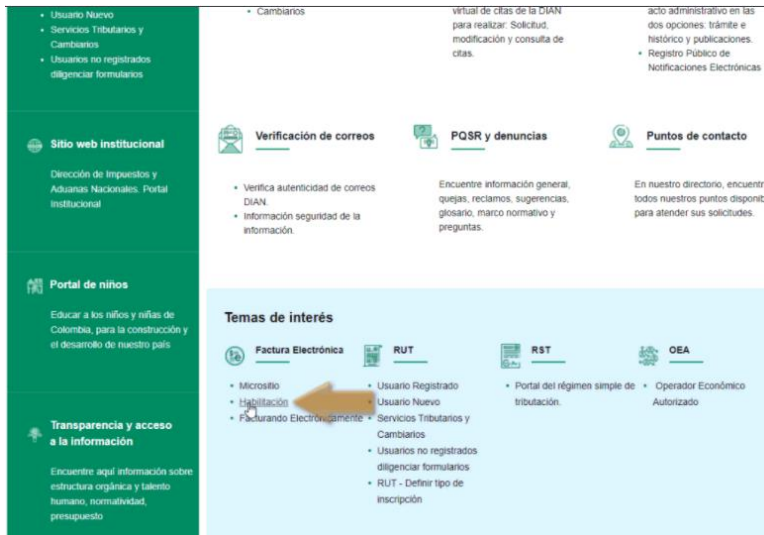 Usuario Nuevo
Servicios Tributarios y
Cambiarios
Usuarios no registrados
diligenciar formularios
Cambiarios
virtual de citas de la DIAN
para realizar: Solicitud,
modificación y consulta de
citas.
acto administrativo en las
dos opciones: trámite e
histórico y publicaciones.
Registro Público de
Notificaciones Electrónicas
Sitio web institucional
Dirección de Impuestos y
Aduanas Nacionales. Portal
Institucional
Verificación de correos
Verifica autenticidad de correos
DIAN.
Información seguridad de la
información.
PQSR y denuncias
Encuentre información general,
quejas, reclamos, sugerencias,
glosario, marco normativo y
preguntas.
Puntos de contacto
En nuestro directorio, encuentr
todos nuestros puntos disponib
para atender sus solicitudes.
Portal de niños
Educar a los niños y niñas de
Colombia, para la construcción y
el desarrollo de nuestro país
Transparencia y acceso
a la información
Encuentre aquí información sobre
estructura orgánica y talento
humano, normatividad,
presupuesto
Temas de interés
Factura Electrónica
Micrositio
Habilitación
Facturando Electrónicamente
RUT
Usuario Registrado
Usuario Nuevo
Servicios Tributarios y
Cambiarios
Usuarios no registrados
diligenciar formularios
RUT - Definir tipo de
inscripción
RST
Portal del régimen simple de
tributación.
OEA
Operador Económico
Autorizado